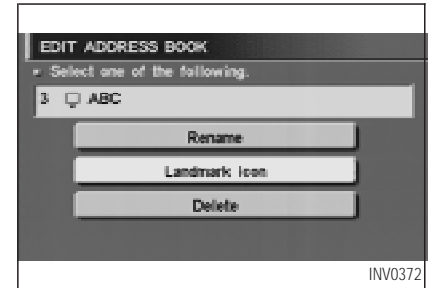 EDIT ADDRESS BOOK
Select one of the following.
3 ABC
Rename
Landmark Icon
Delete
INV0372